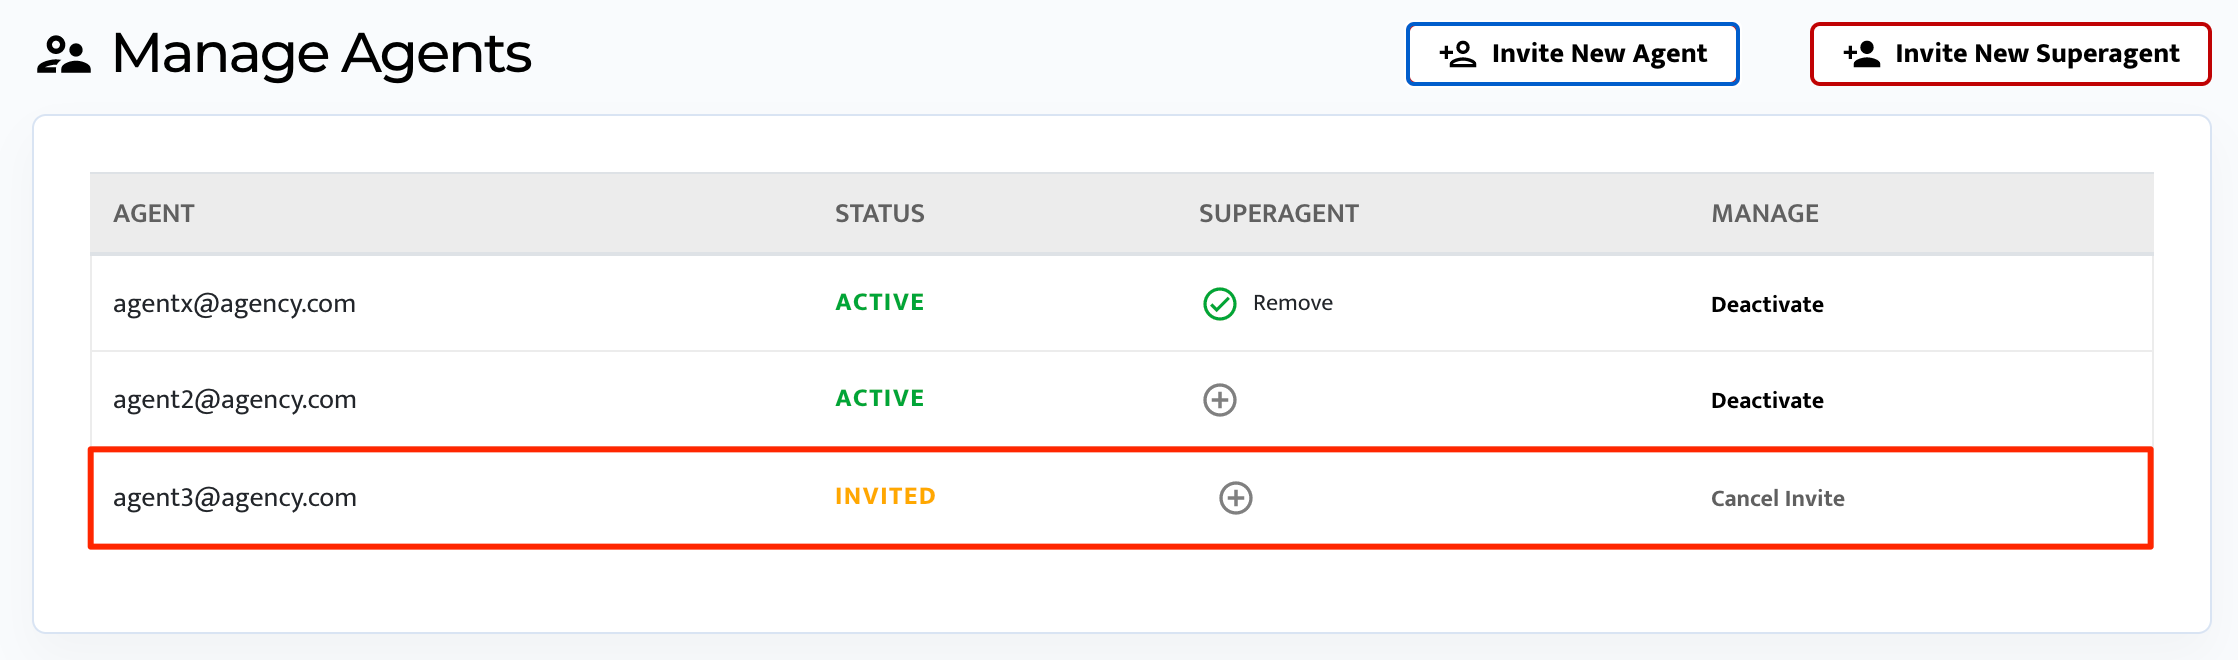 Manage Agents
Invite New Agent
Invite New Superagent
AGENT STATUS SUPERAGENT MANAGE
agentx@agency.com ACTIVE Remove Deactivate
agent2@agency.com ACTIVE Deactivate
agent3@agency.com INVITED Cancel Invite